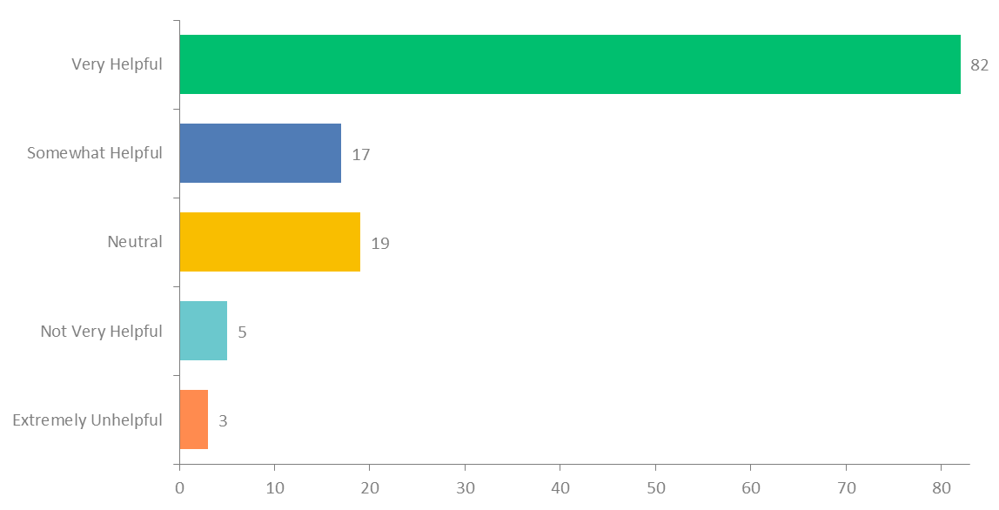 Very Helpful
82
Somewhat Helpful
17
Neutral
19
Not Very Helpful
5
Extremely Unhelpful
3
0 10 20 30 40 50 60 70 80